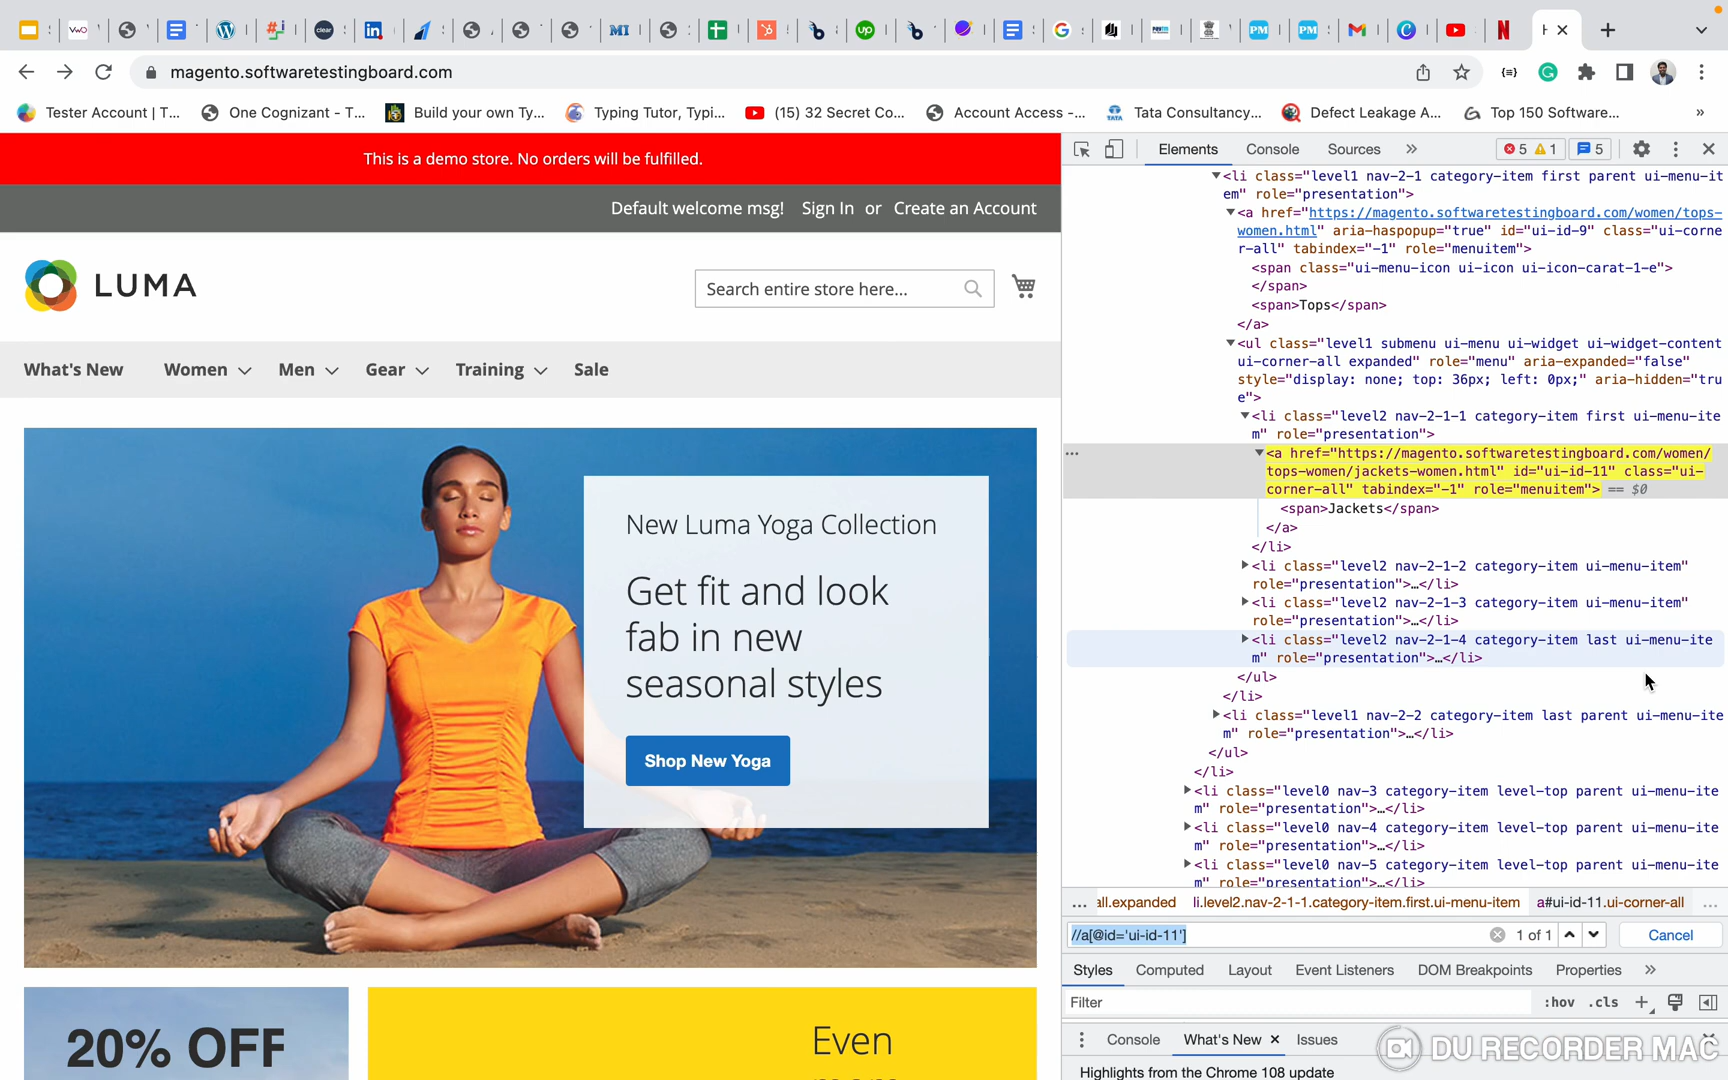 VWO
clear
MI
up
PM
PM
H
magento.softwaretestingboard.com
Tester Account | T...
One Cognizant - T...
Build your own Ty...
Typing Tutor, Typi...
(15) 32 Secret Co...
Account Access -...
TATA
Tata Consultancy...
Defect Leakage A...
Top 150 Software...
»
This is a demo store. No orders will be fulfilled.
Default welcome msg! Sign In or Create an Account
LUMA
Search entire store here...
What's New Women Men Gear Training Sale
New Luma Yoga Collection
Get fit and look
fab in new
seasonal styles
Shop New Yoga
20% OFF
Even
Elements Console Sources » 5 1 5
<li class="level1 nav-2-1 category-item first parent ui-menu-it
em" role="presentation">
<a href="https://magento.softwaretestingboard.com/women/tops-
women.html" aria-haspopup="true" id="ui-id-9" class="ui-corne
r-all" tabindex="-1" role="menuitem">
<span class="ui-menu-icon ui-icon ui-icon-carat-1-e">
</span>
<span>Tops</span>
</a>
<ul class="level1 submenu ui-menu ui-widget ui-widget-content
ui-corner-all expanded" role="menu" aria-expanded="false"
style="display: none; top: 36px; left: 0px;" aria-hidden="tru
e">
<li class="level2 nav-2-1-1 category-item first ui-menu-ite
m" role="presentation">
<a href="https://magento.softwaretestingboard.com/women/
tops-women/jackets-women.html" id="ui-id-11" class="ui-
corner-all" tabindex="-1" role="menuitem"> == $0
<span>Jackets</span>
</a>
</li>
<li class="level2 nav-2-1-2 category-item ui-menu-item"
role="presentation">…</li>
<li class="level2 nav-2-1-3 category-item ui-menu-item"
role="presentation">…</li>
<li class="level2 nav-2-1-4 category-item last ui-menu-ite
m" role="presentation">…</li>
</ul>
</li>
<li class="level1 nav-2-2 category-item last parent ui-menu-ite
m" role="presentation">…</li>
</ul>
</li>
<li class="level0 nav-3 category-item level-top parent ui-menu-ite
m" role="presentation">…</li>
<li class="level0 nav-4 category-item level-top parent ui-menu-ite
m" role="presentation">…</li>
<li class="level0 nav-5 category-item level-top parent ui-menu-ite
m" role="presentation">…</li>
... all.expanded li.level2.nav-2-1-1.category-item.first.ui-menu-item a#ui-id-11.ui-corner-all ...
//a[@id='ui-id-11'] 1 of 1 Cancel
Styles Computed Layout Event Listeners DOM Breakpoints Properties »
Filter :hov .cls
Console What's New × Issues
DU RECORDER MAC
Highlights from the Chrome 108 update